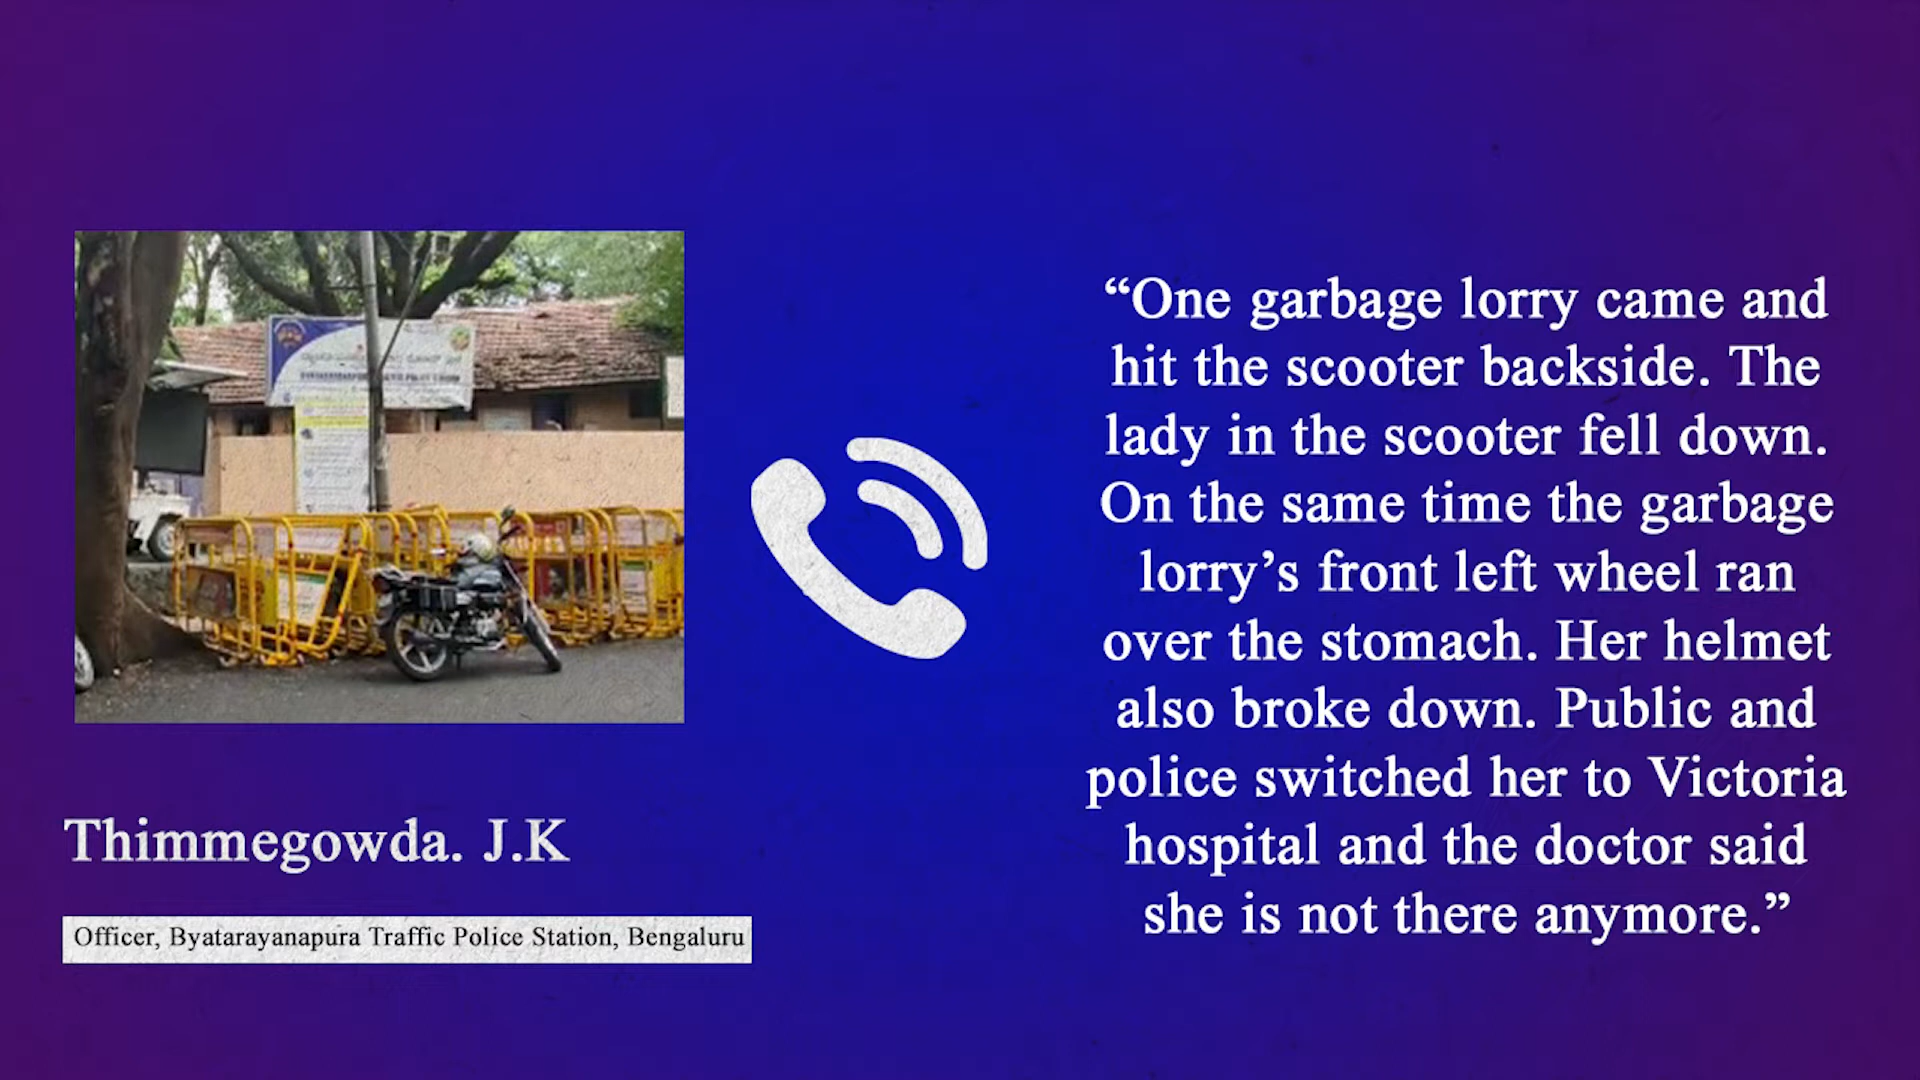 Thimmegowda. J.K
Officer, Byatarayanapura Traffic Police Station, Bengaluru
“One garbage lorry came and
hit the scooter backside. The
lady in the scooter fell down.
On the same time the garbage
lorry’s front left wheel ran
over the stomach. Her helmet
also broke down. Public and
police switched her to Victoria
hospital and the doctor said
she is not there anymore.”